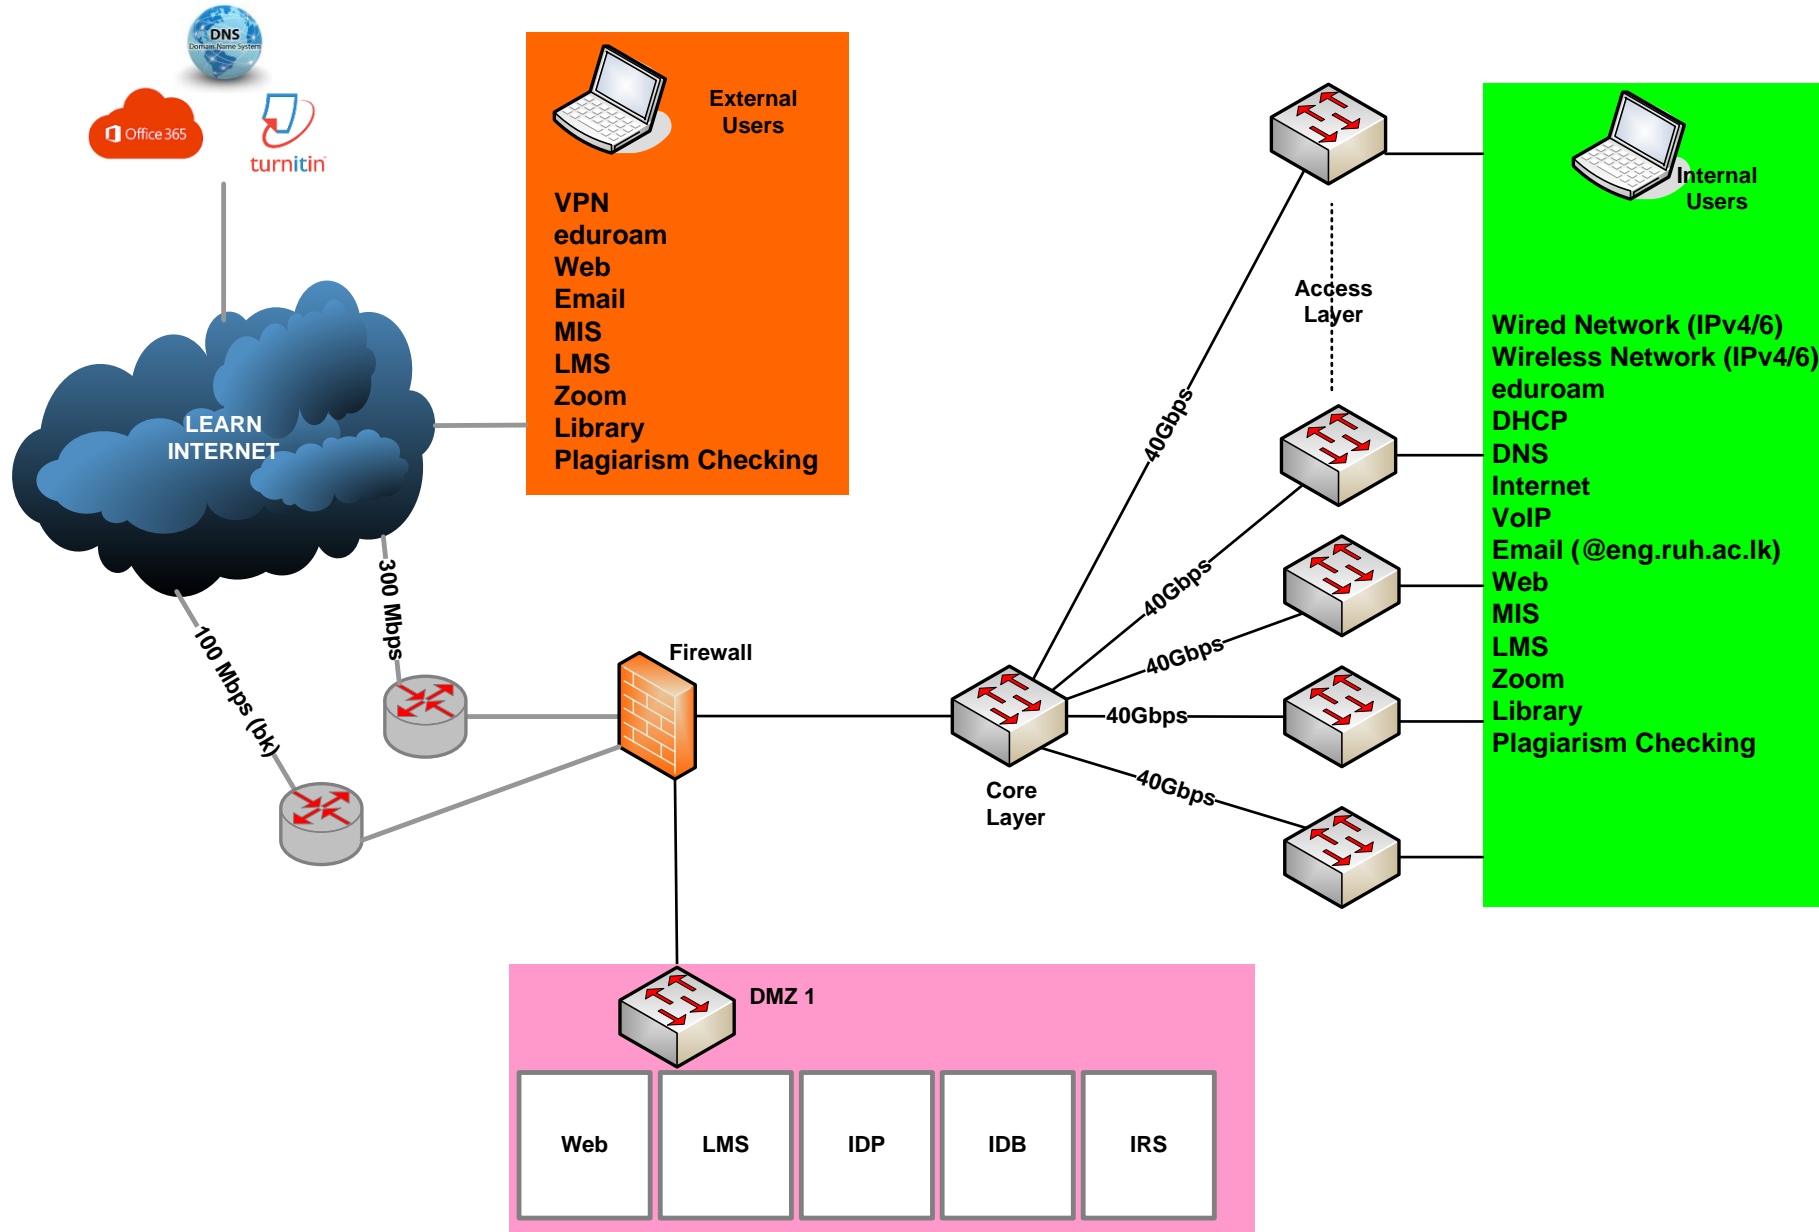 DNS
Domain Name System
Office 365
turnitin
External
Users
VPN
eduroam
Web
Email
MIS
LMS
Zoom
Library
Plagiarism Checking
LEARN
INTERNET
300 Mbps
100 Mbps (bk)
Firewall
Core
Layer
40Gbps
40Gbps
40Gbps
40Gbps
40Gbps
Access
Layer
Internal
Users
Wired Network (IPv4/6)
Wireless Network (IPv4/6)
eduroam
DHCP
DNS
Internet
VoIP
Email (@eng.ruh.ac.lk)
Web
MIS
LMS
Zoom
Library
Plagiarism Checking
DMZ 1
Web
LMS
IDP
IDB
IRS